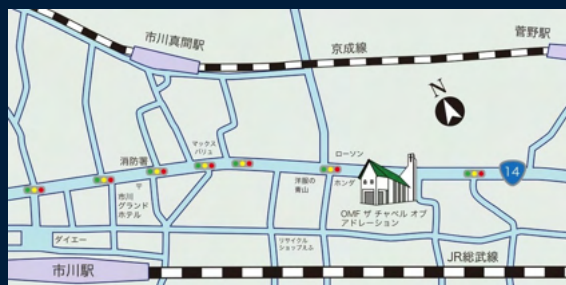 市川真間駅
京成線
菅野駅
N
マックス
バリュ
ローソン
消防署
〒
市川
グランド
ホテル
洋服の
青山
ホンダ
14
OMF ザ チャペル オブ
アドレーション
ダイエー
リサイクル
ショップえふ
JR総武線
市川駅